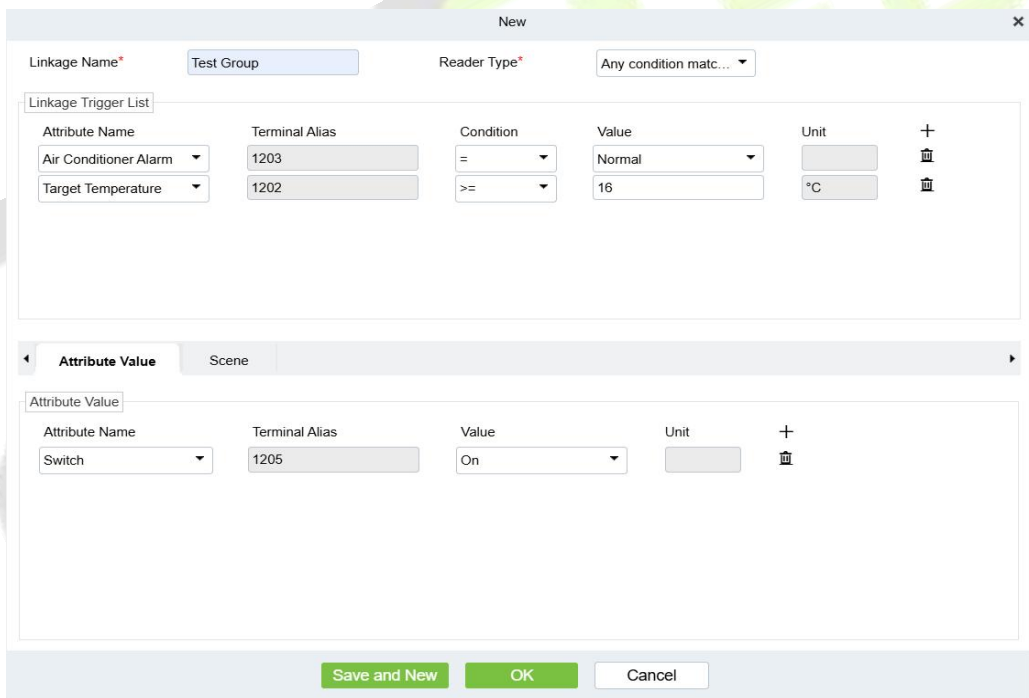 New
Linkage Name* Test Group Reader Type* Any condition matc...
Linkage Trigger List
Attribute Name Terminal Alias Condition Value Unit
Air Conditioner Alarm 1203 = Normal
Target Temperature 1202 >= 16 °C
Attribute Value Scene
Attribute Value
Attribute Name Terminal Alias Value Unit
Switch 1205 On
Save and New OK Cancel